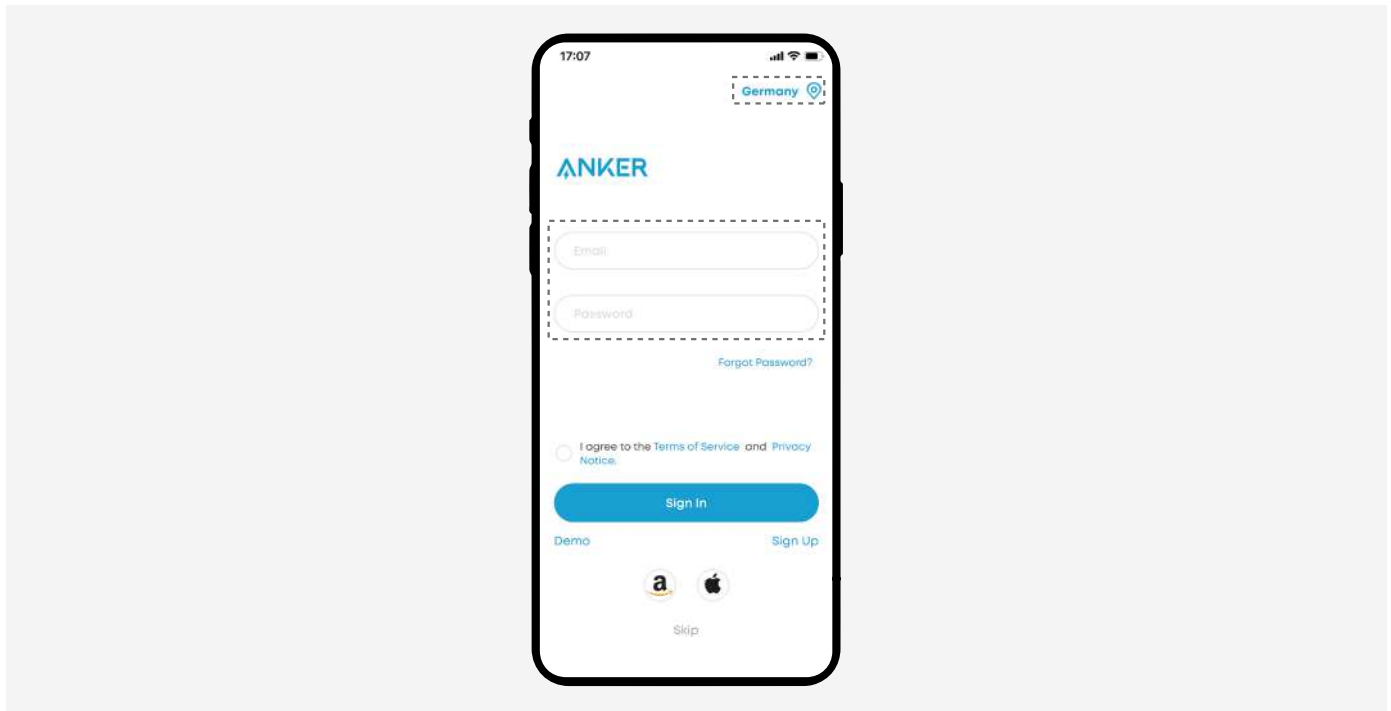 17:07
Germany
ANKER
Email
Password
Forgot Password?
I agree to the Terms of Service and Privacy
Notice.
Sign In
Demo Sign Up
a
Skip